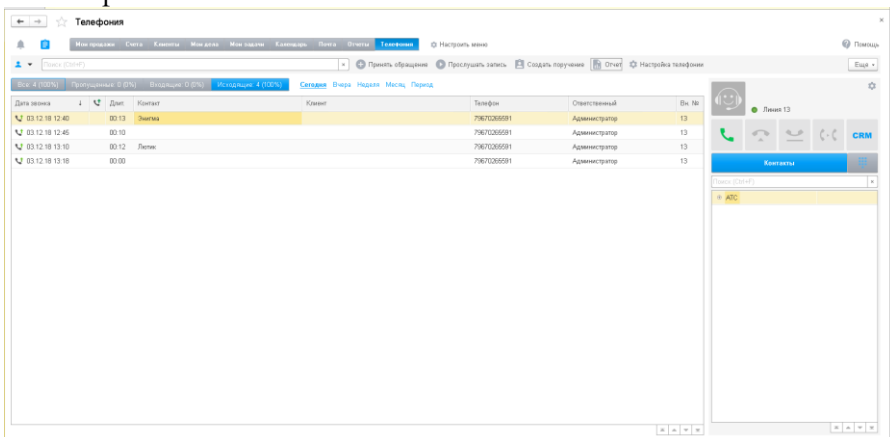 Телефония
Мои продажи Счета Клиенты Мои дела Мои задачи Календарь Почта Отчеты Телефония Настроить меню Помощь
Поиск (Ctrl+F) × Принять обращение Прослушать запись Создать поручение Отчет Настройка телефонии Еще
Все: 4 (100%) Пропущенные: 0 (0%) Входящие: 0 (0%) Исходящие: 4 (100%) Сегодня Вчера Неделя Месяц Период
Дата звонка ↓ Длит. Контакт Клиент Телефон Ответственный Вн. №
03.12.18 12:40 00:13 Энигма 79670265591 Администратор 13
03.12.18 12:45 00:10 79670265591 Администратор 13
03.12.18 13:10 00:12 Лютик 79670265591 Администратор 13
03.12.18 13:18 00:00 79670265591 Администратор 13
Линия 13
CRM
Контакты
Поиск (Ctrl+F) ×
АТС